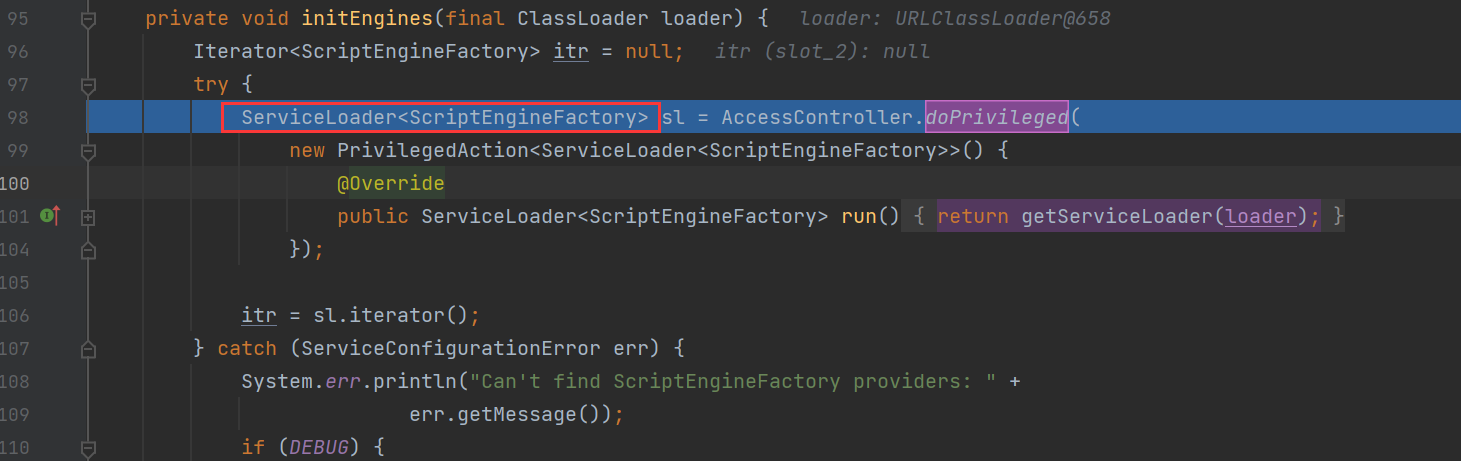 95 private void initEngines(final ClassLoader loader) { loader: URLClassLoader@658
96 Iterator<ScriptEngineFactory> itr = null; itr (slot_2): null
97 try {
98 ServiceLoader<ScriptEngineFactory> sl = AccessController.doPrivileged(
99 new PrivilegedAction<ServiceLoader<ScriptEngineFactory>>() {
100 @Override
101 public ServiceLoader<ScriptEngineFactory> run() { return getServiceLoader(loader); }
104 });
105
106 itr = sl.iterator();
107 } catch (ServiceConfigurationError err) {
108 System.err.println("Can't find ScriptEngineFactory providers: " +
109 err.getMessage());
110 if (DEBUG) {